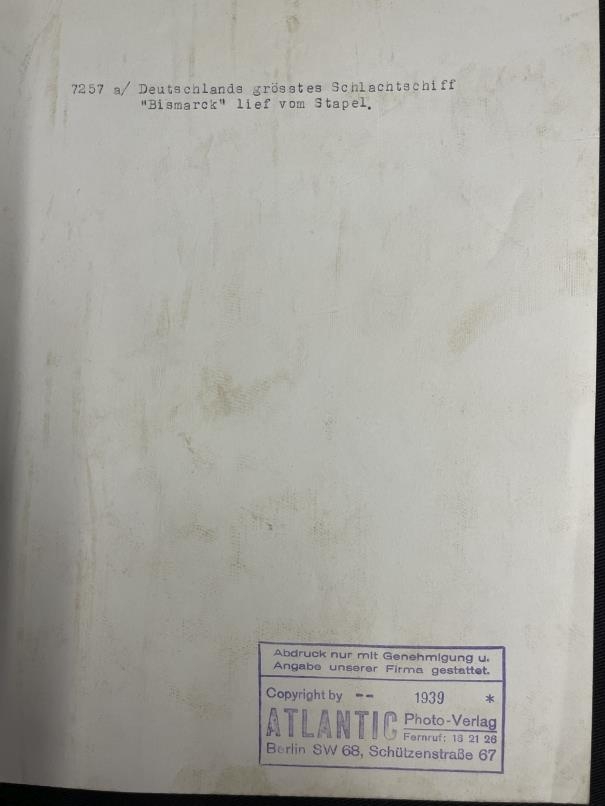 7257 a/ Deutschlands grösstes Schlachtschiff
"Bismarck" lief vom Stapel.
Abdruck nur mit Genehmigung u.
Angabe unserer Firma gestattet.
Copyright by -- 1939 *
ATLANTIC Photo-Verlag
Fernruf: 18 21 26
Berlin SW 68, Schützenstraße 67